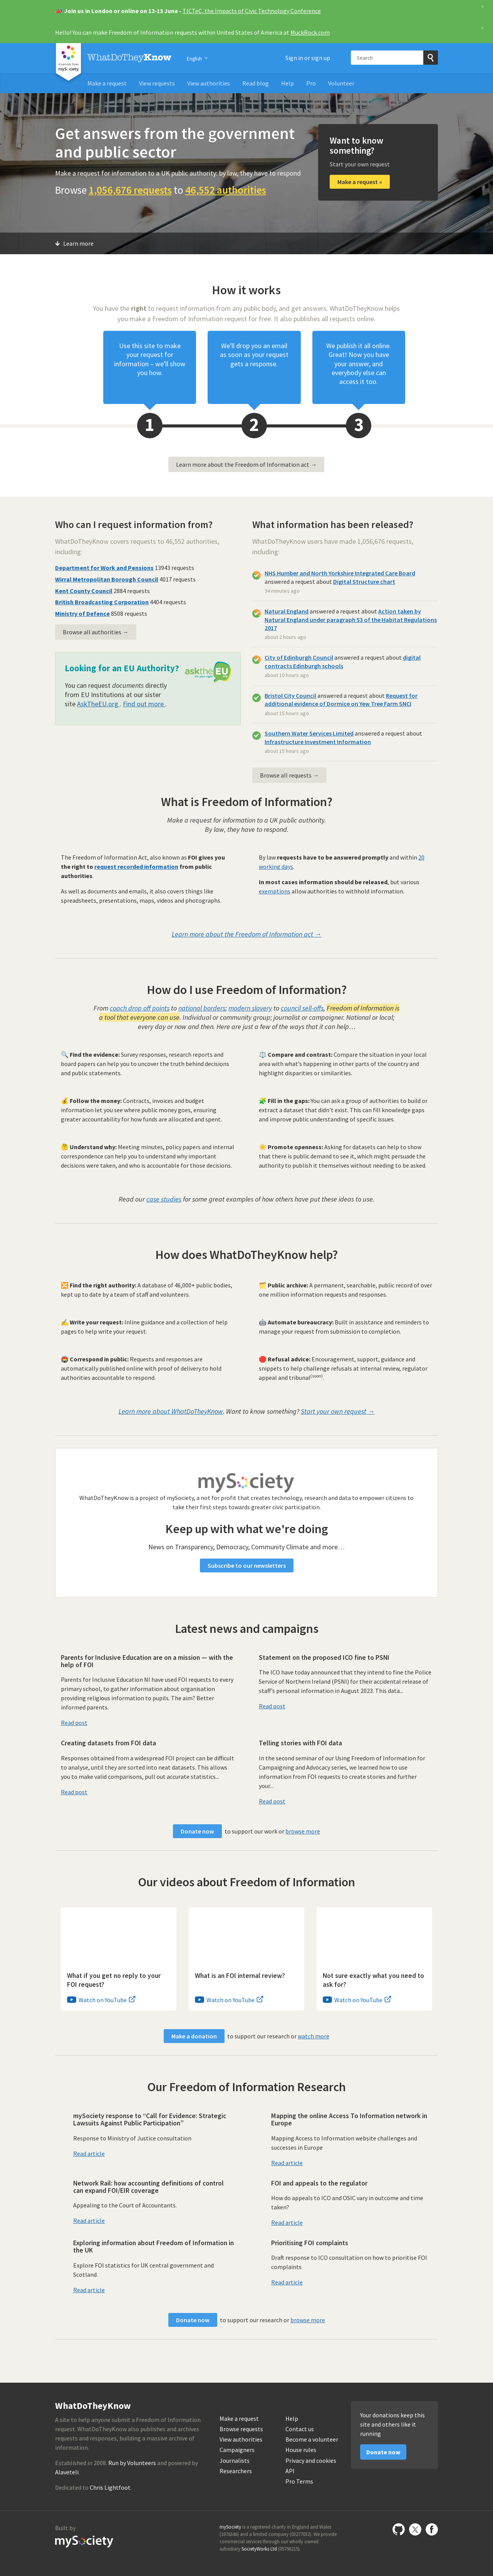 📣 Join us in London or online on 12-13 June - TICTeC, the Impacts of Civic Technology Conference
×
Hello! You can make Freedom of Information requests within United States of America at MuckRock.com
×
A service from mySociety
WhatDoTheyKnow
English
Sign in or sign up
Search
Make a request
View requests
View authorities
Read blog
Help
Pro
Volunteer
Get answers from the government
and public sector
Make a request for information to a UK public authority: by law, they have to respond
Browse 1,056,676 requests to 46,552 authorities
Want to know
something?
Start your own request
Make a request »
Learn more
How it works
You have the right to request information from any public body, and get answers. WhatDoTheyKnow helps
you make a Freedom of Information request for free. It also publishes all requests online.
Use this site to make
your request for
information – we'll show
you how.
We'll drop you an email
as soon as your request
gets a response.
We publish it all online.
Great! Now you have
your answer, and
everybody else can
access it too.
1
2
3
Learn more about the Freedom of Information act →
Who can I request information from?
WhatDoTheyKnow covers requests to 46,552 authorities,
including:
Department for Work and Pensions 13943 requests
Wirral Metropolitan Borough Council 4017 requests
Kent County Council 2884 requests
British Broadcasting Corporation 4404 requests
Ministry of Defence 8508 requests
Browse all authorities →
Looking for an EU Authority?
asktheEU
You can request documents directly
from EU Institutions at our sister
site AskTheEU.org . Find out more .
What information has been released?
WhatDoTheyKnow users have made 1,056,676 requests,
including:
NHS Humber and North Yorkshire Integrated Care Board
answered a request about Digital Structure chart
34 minutes ago
Natural England answered a request about Action taken by
Natural England under paragraph 53 of the Habitat Regulations
2017
about 2 hours ago
City of Edinburgh Council answered a request about digital
contracts Edinburgh schools
about 10 hours ago
Bristol City Council answered a request about Request for
additional evidence of Dormice on Yew Tree Farm SNCI
about 15 hours ago
Southern Water Services Limited answered a request about
Infrastructure Investment Information
about 15 hours ago
Browse all requests →
What is Freedom of Information?
Make a request for information to a UK public authority.
By law, they have to respond.
The Freedom of Information Act, also known as FOI gives you
the right to request recorded information from public
authorities.
As well as documents and emails, it also covers things like
spreadsheets, presentations, maps, videos and photographs.
By law requests have to be answered promptly and within 20
working days.
In most cases information should be released, but various
exemptions allow authorities to withhold information.
Learn more about the Freedom of Information act →
How do I use Freedom of Information?
From coach drop off points to national borders; modern slavery to council sell-offs, Freedom of Information is
a tool that everyone can use. Individual or community group; journalist or campaigner. National or local;
every day or now and then. Here are just a few of the ways that it can help…
🔍 Find the evidence: Survey responses, research reports and
board papers can help you to uncover the truth behind decisions
and public statements.
⚖️ Compare and contrast: Compare the situation in your local
area with what's happening in other parts of the country and
highlight disparities or similarities.
💰 Follow the money: Contracts, invoices and budget
information let you see where public money goes, ensuring
greater accountability for how funds are allocated and spent.
🧩 Fill in the gaps: You can ask a group of authorities to build or
extract a dataset that didn't exist. This can fill knowledge gaps
and improve public understanding of specific issues.
🤔 Understand why: Meeting minutes, policy papers and internal
correspondence can help you to understand why important
decisions were taken, and who is accountable for those decisions.
☀️ Promote openness: Asking for datasets can help to show
that there is public demand to see it, which might persuade the
authority to publish it themselves without needing to be asked.
Read our case studies for some great examples of how others have put these ideas to use.
How does WhatDoTheyKnow help?
🔀 Find the right authority: A database of 46,000+ public bodies,
kept up to date by a team of staff and volunteers.
🗂️ Public archive: A permanent, searchable, public record of over
one million information requests and responses.
✍️ Write your request: Inline guidance and a collection of help
pages to help write your request.
🤖 Automate bureaucracy: Built in assistance and reminders to
manage your request from submission to completion.
📮 Correspond in public: Requests and responses are
automatically published online with proof of delivery to hold
authorities accountable to respond.
🛑 Refusal advice: Encouragement, support, guidance and
snippets to help challenge refusals at internal review, regulator
appeal and tribunal(soon).
Learn more about WhatDoTheyKnow. Want to know something? Start your own request →
mySociety
WhatDoTheyKnow is a project of mySociety, a not for profit that creates technology, research and data to empower citizens to
take their first steps towards greater civic participation.
Keep up with what we're doing
News on Transparency, Democracy, Community Climate and more…
Subscribe to our newsletters
Latest news and campaigns
Parents for Inclusive Education are on a mission — with the
help of FOI
Parents for Inclusive Education NI have used FOI requests to every
primary school, to gather information about organisation
providing religious information to pupils. The aim? Better
informed parents.
Read post
Statement on the proposed ICO fine to PSNI
The ICO have today announced that they intend to fine the Police
Service of Northern Ireland (PSNI) for their accidental release of
staff's personal information in August 2023. This data...
Read post
Creating datasets from FOI data
Responses obtained from a widespread FOI project can be difficult
to analyse, until they are sorted into neat datasets. This allows
you to make valid comparisons, pull out accurate statistics...
Read post
Telling stories with FOI data
In the second seminar of our Using Freedom of Information for
Campaigning and Advocacy series, we learned how to use
information from FOI requests to create stories and further
your...
Read post
Donate now to support our work or browse more
Our videos about Freedom of Information
What if you get no reply to your
FOI request?
Watch on YouTube
What is an FOI internal review?
Watch on YouTube
Not sure exactly what you need to
ask for?
Watch on YouTube
Make a donation to support our research or watch more
Our Freedom of Information Research
mySociety response to “Call for Evidence: Strategic
Lawsuits Against Public Participation”
Response to Ministry of Justice consultation
Read article
Mapping the online Access To Information network in
Europe
Mapping Access to Information website challenges and
successes in Europe
Read article
Network Rail: how accounting definitions of control
can expand FOI/EIR coverage
Appealing to the Court of Accountants.
Read article
FOI and appeals to the regulator
How do appeals to ICO and OSIC vary in outcome and time
taken?
Read article
Exploring information about Freedom of Information in
the UK
Explore FOI statistics for UK central government and
Scotland.
Read article
Prioritising FOI complaints
Draft response to ICO consultation on how to prioritise FOI
complaints
Read article
Donate now to support our research or browse more
WhatDoTheyKnow
A site to help anyone submit a Freedom of Information
request. WhatDoTheyKnow also publishes and archives
requests and responses, building a massive archive of
information.
Established in 2008. Run by Volunteers and powered by
Alaveteli.
Dedicated to Chris Lightfoot.
Make a request
Browse requests
View authorities
Campaigners
Journalists
Researchers
Help
Contact us
Become a volunteer
House rules
Privacy and cookies
API
Pro Terms
Your donations keep this
site and others like it
running
Donate now
Built by
mySociety
mySociety is a registered charity in England and Wales
(1076346) and a limited company (03277032). We provide
commercial services through our wholly owned
subsidiary SocietyWorks Ltd (05798215).